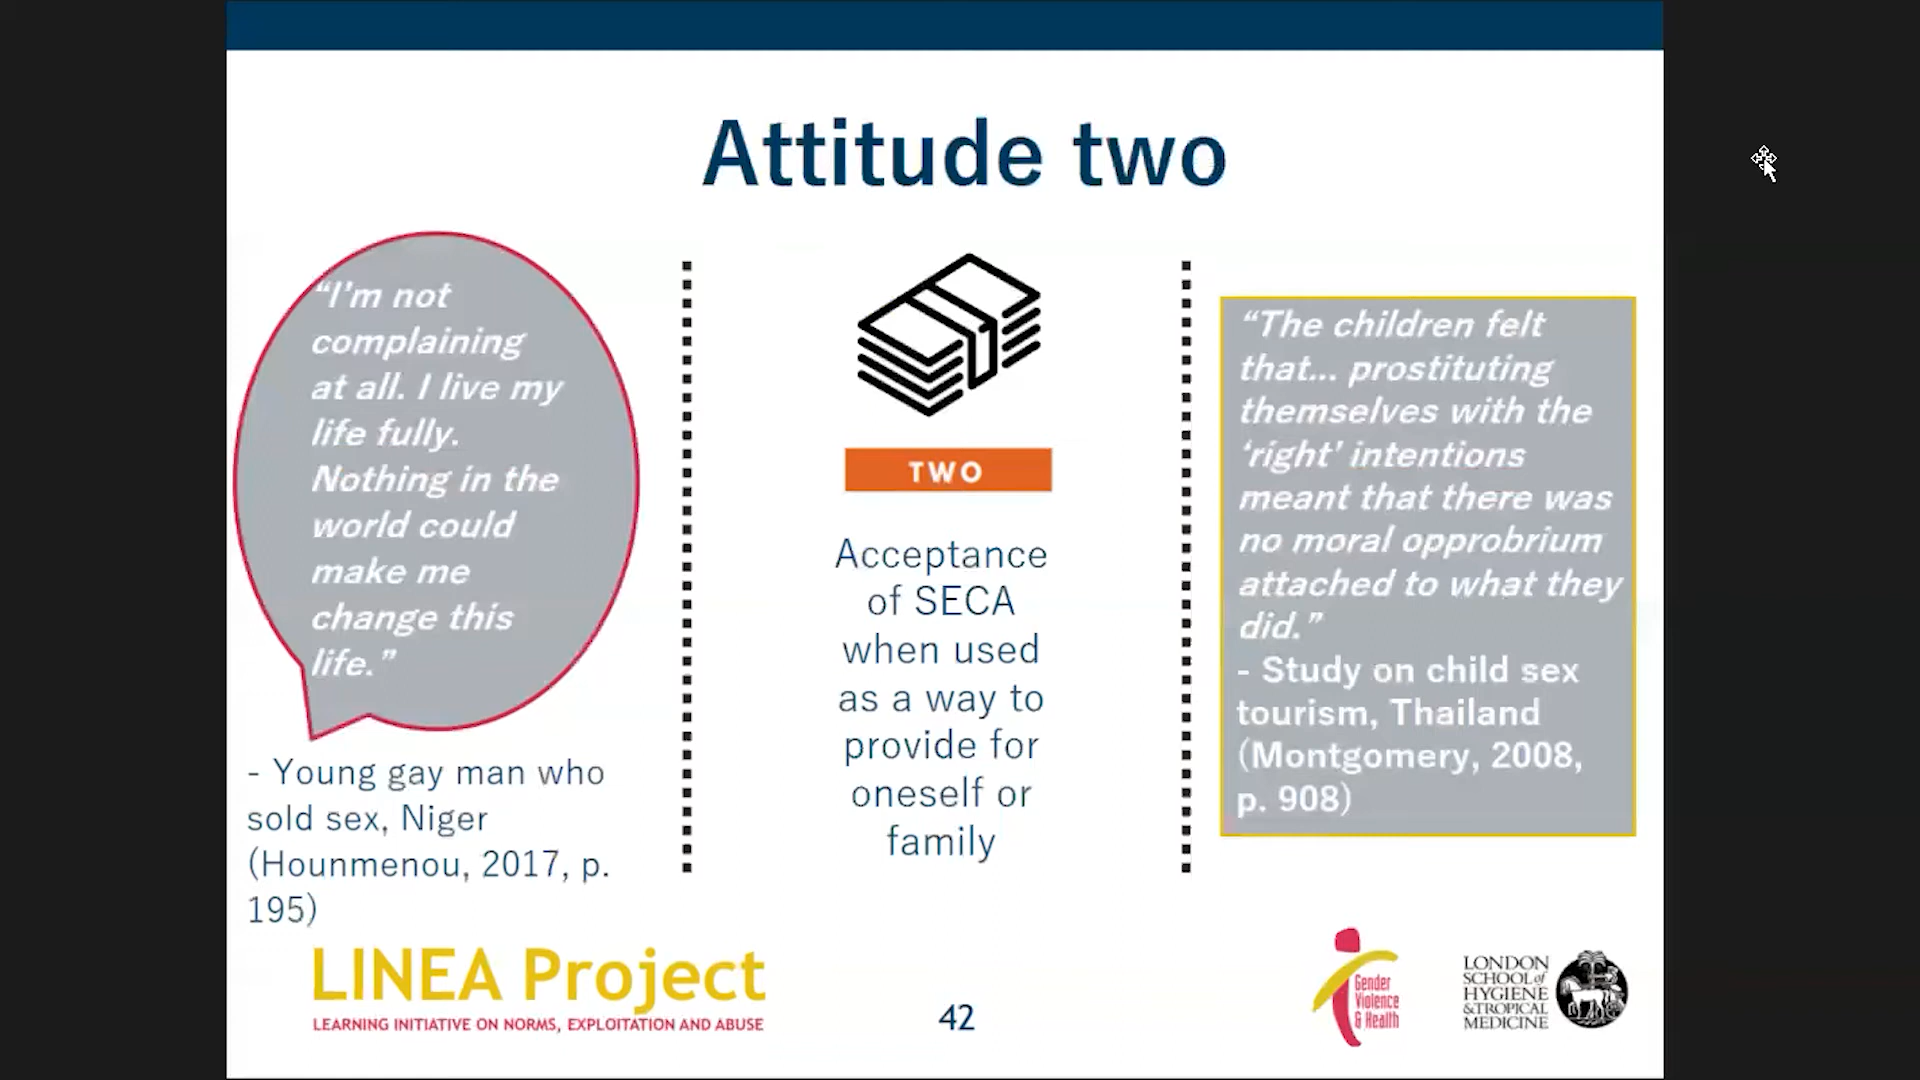 Attitude two
“I'm not
complaining
at all. I live my
life fully.
Nothing in the
world could
make me
change this
life.”
- Young gay man who
sold sex, Niger
(Hounmenou, 2017, p.
195)
TWO
Acceptance
of SECA
when used
as a way to
provide for
oneself or
family
“The children felt
that... prostituting
themselves with the
‘right’ intentions
meant that there was
no moral opprobrium
attached to what they
did.”
- Study on child sex
tourism, Thailand
(Montgomery, 2008,
p. 908)
LINEA Project
LEARNING INITIATIVE ON NORMS, EXPLOITATION AND ABUSE
42
Gender
Violence
& Health
LONDON
SCHOOL of
HYGIENE
& TROPICAL
MEDICINE